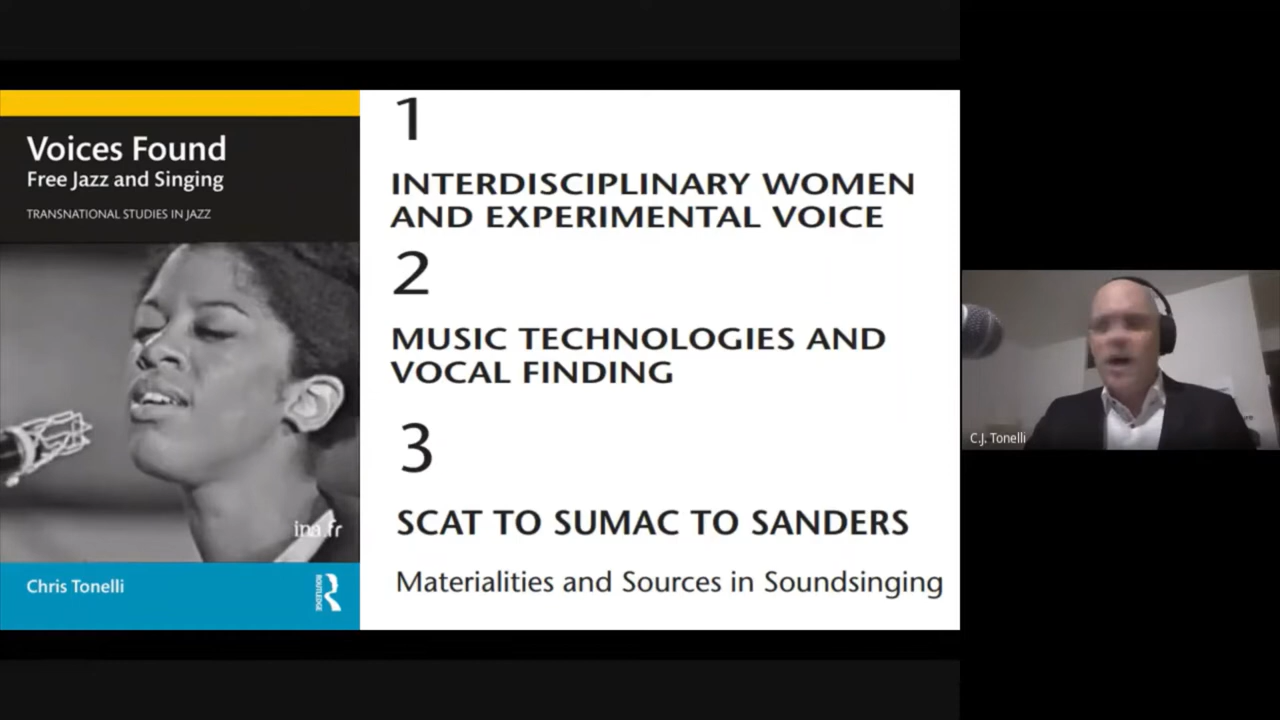 Voices Found
Free Jazz and Singing
TRANSNATIONAL STUDIES IN JAZZ
ina.fr
Chris Tonelli
ROUTLEDGE
1
INTERDISCIPLINARY WOMEN
AND EXPERIMENTAL VOICE
2
MUSIC TECHNOLOGIES AND
VOCAL FINDING
3
SCAT TO SUMAC TO SANDERS
Materialities and Sources in Soundsinging
C.J. Tonelli